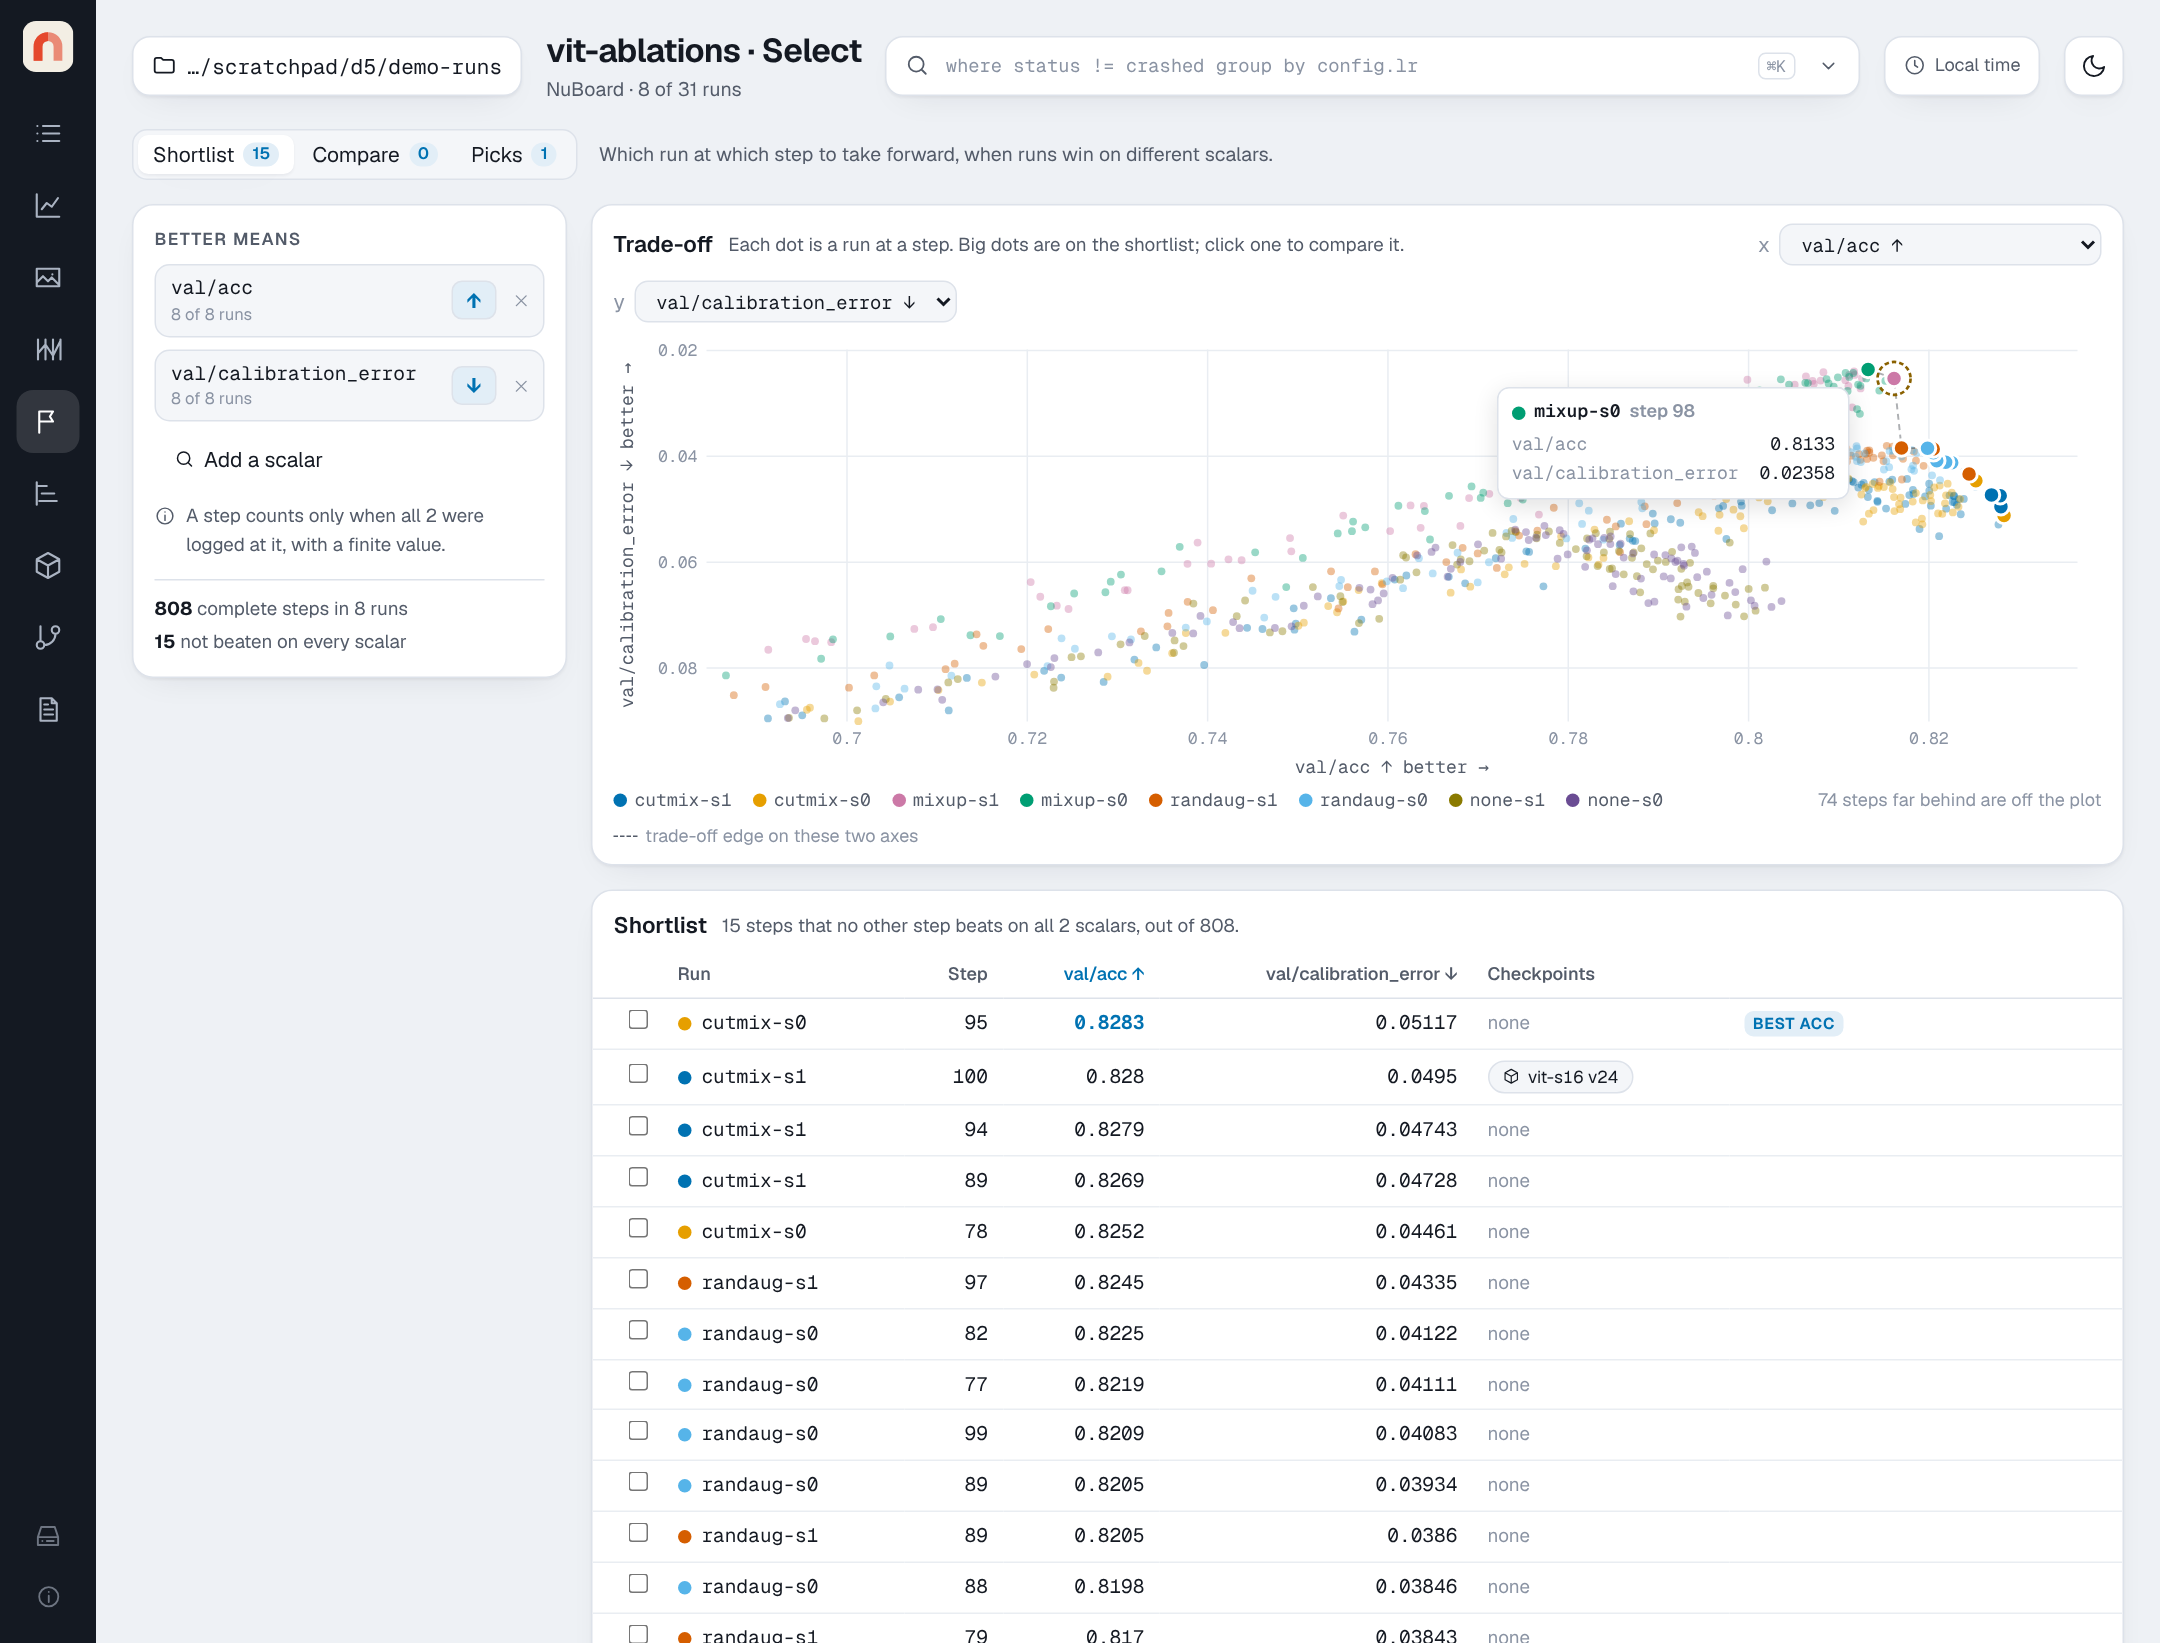 …/scratchpad/d5/demo-runs
vit-ablations · Select
NuBoard · 8 of 31 runs
where status != crashed group by config.lr
⌘K
Local time
Shortlist 15
Compare 0
Picks 1
Which run at which step to take forward, when runs win on different scalars.
BETTER MEANS
val/acc
8 of 8 runs
val/calibration_error
8 of 8 runs
Add a scalar
A step counts only when all 2 were
logged at it, with a finite value.
808 complete steps in 8 runs
15 not beaten on every scalar
Trade-off Each dot is a run at a step. Big dots are on the shortlist; click one to compare it.
x val/acc ↑
y val/calibration_error ↓
val/calibration_error ↓ better →
0.02
0.04
0.06
0.08
mixup-s0 step 98
val/acc 0.8133
val/calibration_error 0.02358
0.7 0.72 0.74 0.76 0.78 0.8 0.82
val/acc ↑ better →
cutmix-s1 cutmix-s0 mixup-s1 mixup-s0 randaug-s1 randaug-s0 none-s1 none-s0
74 steps far behind are off the plot
trade-off edge on these two axes
Shortlist 15 steps that no other step beats on all 2 scalars, out of 808.
Run Step val/acc ↑ val/calibration_error ↓ Checkpoints
cutmix-s0 95 0.8283 0.05117 none BEST ACC
cutmix-s1 100 0.828 0.0495 vit-s16 v24
cutmix-s1 94 0.8279 0.04743 none
cutmix-s1 89 0.8269 0.04728 none
cutmix-s0 78 0.8252 0.04461 none
randaug-s1 97 0.8245 0.04335 none
randaug-s0 82 0.8225 0.04122 none
randaug-s0 77 0.8219 0.04111 none
randaug-s0 99 0.8209 0.04083 none
randaug-s0 89 0.8205 0.03934 none
randaug-s1 89 0.8205 0.0386 none
randaug-s0 88 0.8198 0.03846 none
randaug-s1 79 0.817 0.03843 none